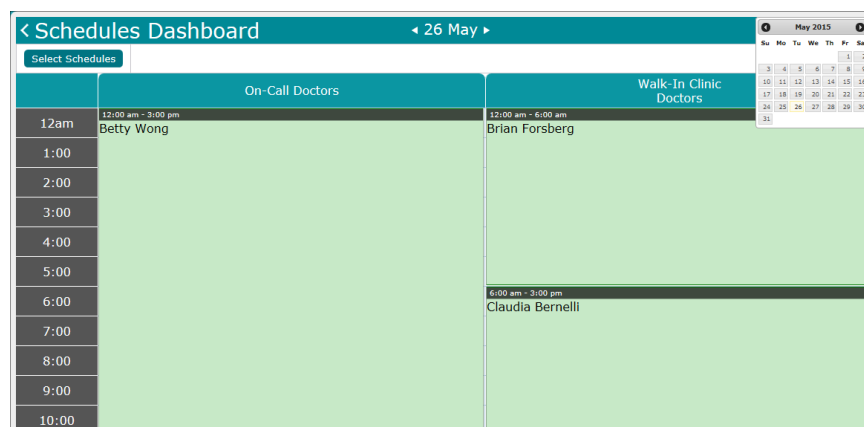 Schedules Dashboard
26 May
Select Schedules
May 2015
Su Mo Tu We Th Fr Sa
1 2
3 4 5 6 7 8 9
10 11 12 13 14 15 16
17 18 19 20 21 22 23
24 25 26 27 28 29 30
31
On-Call Doctors
Walk-In Clinic
Doctors
12am
1:00
2:00
3:00
4:00
5:00
6:00
7:00
8:00
9:00
10:00
12:00 am - 3:00 pm
Betty Wong
12:00 am - 6:00 am
Brian Forsberg
6:00 am - 3:00 pm
Claudia Bernelli